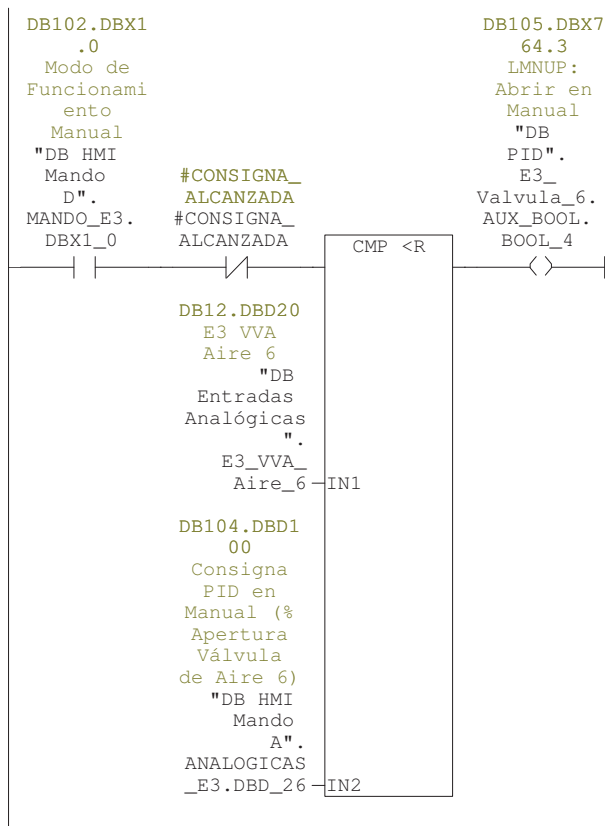 DB102.DBX1
.0
Modo de
Funcionami
ento
Manual
"DB HMI
Mando
D".
MANDO_E3.
DBX1_0
#CONSIGNA_
ALCANZADA
#CONSIGNA_
ALCANZADA
CMP <R
DB105.DBX7
64.3
LMNUP:
Abrir en
Manual
"DB
PID".
E3_
Valvula_6.
AUX_BOOL.
BOOL_4
DB12.DBD20
E3 VVA
Aire 6
"DB
Entradas
Analógicas
".
E3_VVA_
Aire_6
IN1
DB104.DBD1
00
Consigna
PID en
Manual (%
Apertura
Válvula
de Aire 6)
"DB HMI
Mando
A".
ANALOGICAS
_E3.DBD_26
IN2